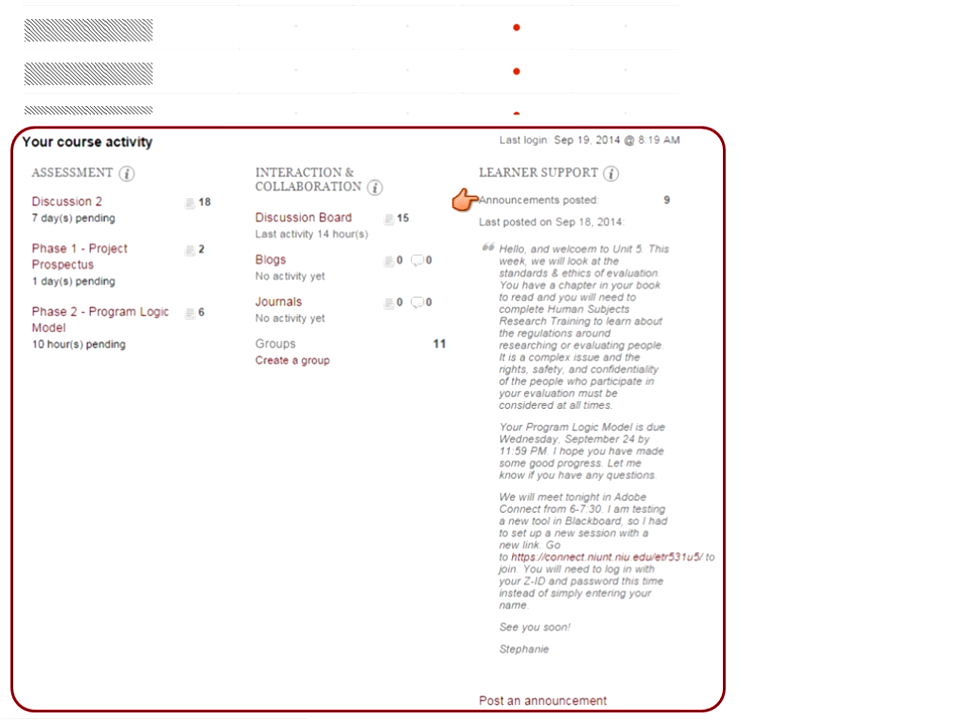 Your course activity
Last login: Sep 19, 2014 @ 8:19 AM
ASSESSMENT i
Discussion 2 18
7 day(s) pending
Phase 1 - Project 2
Prospectus
1 day(s) pending
Phase 2 - Program Logic 6
Model
10 hour(s) pending
INTERACTION &
COLLABORATION i
Discussion Board 15
Last activity 14 hour(s)
Blogs 0 0
No activity yet
Journals 0 0
No activity yet
Groups 11
Create a group
LEARNER SUPPORT i
Announcements posted: 9
Last posted on Sep 18, 2014:
Hello, and welcoem to Unit 5. This
week, we will look at the
standards & ethics of evaluation.
You have a chapter in your book
to read and you will need to
complete Human Subjects
Research Training to learn about
the regulations around
researching or evaluating people.
It is a complex issue and the
rights, safety, and confidentiality
of the people who participate in
your evaluation must be
considered at all times.
Your Program Logic Model is due
Wednesday, September 24 by
11:59 PM. I hope you have made
some good progress. Let me
know if you have any questions.
We will meet tonight in Adobe
Connect from 6-7:30. I am testing
a new tool in Blackboard, so I had
to set up a new session with a
new link. Go
to https://connect.niunt.niu.edu/etr531u5/ to
join. You will need to log in with
your Z-ID and password this time
instead of simply entering your
name.
See you soon!
Stephanie
Post an announcement